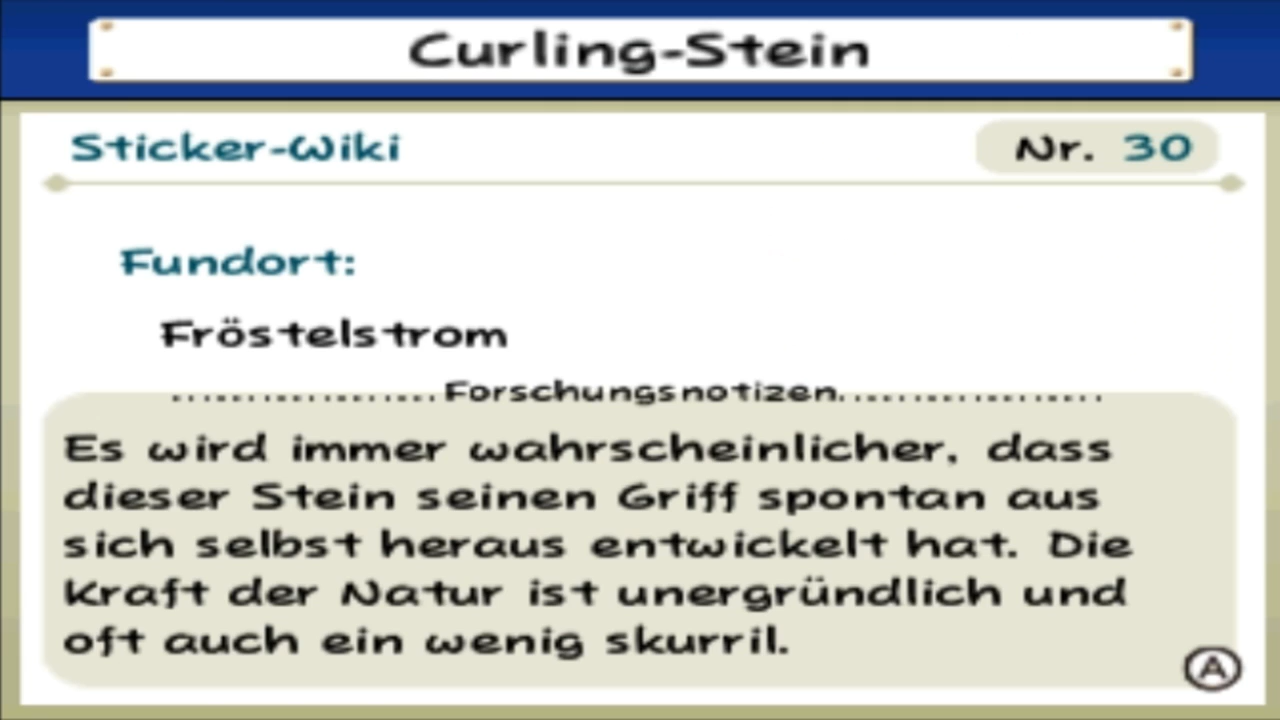 Curling-Stein
Sticker-Wiki
Nr. 30
Fundort:
Fröstelstrom
Forschungsnotizen
Es wird immer wahrscheinlicher, dass
dieser Stein seinen Griff spontan aus
sich selbst heraus entwickelt hat. Die
Kraft der Natur ist unergründlich und
oft auch ein wenig skurril.
A